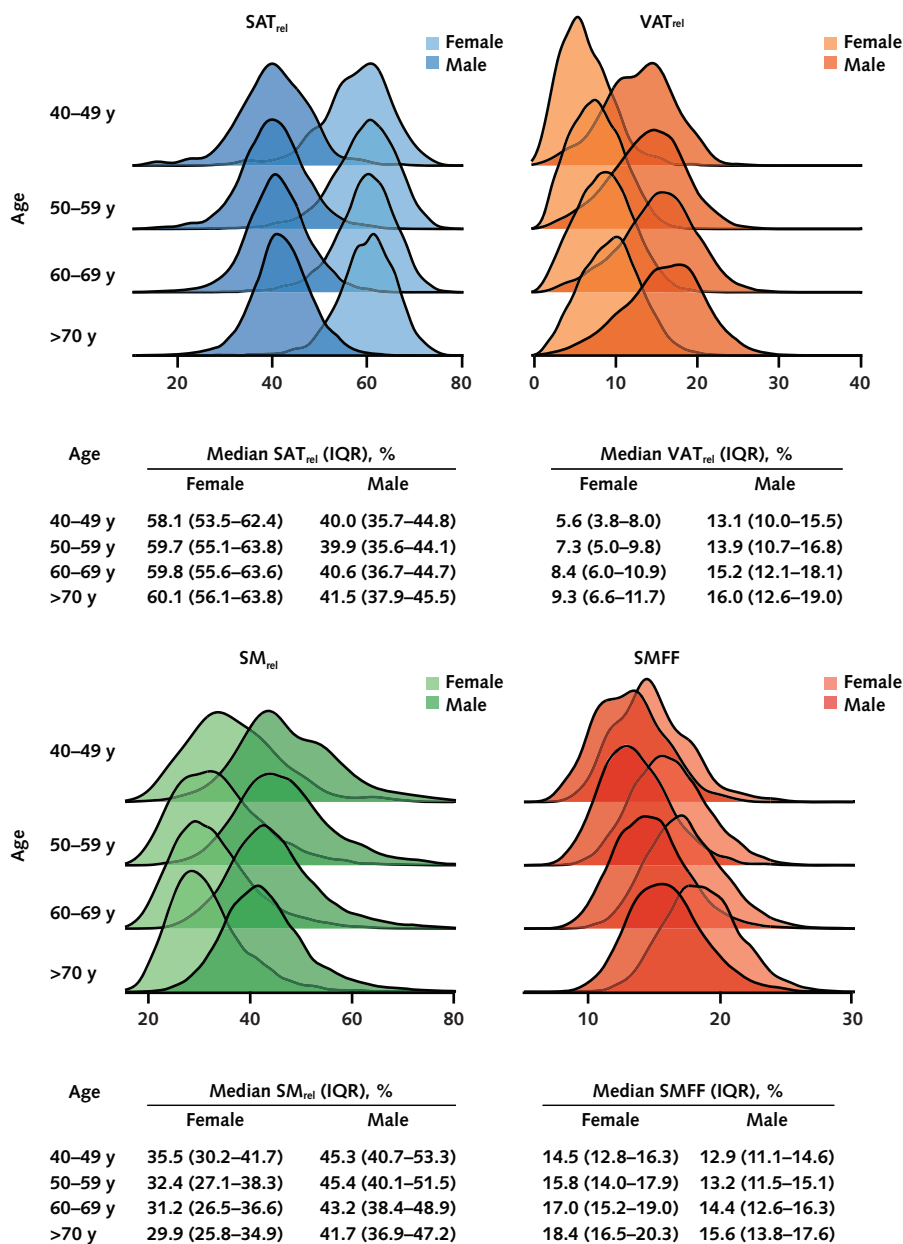 SATrel
Female
Male
40–49 y
50–59 y
60–69 y
>70 y
Age
20 40 60 80
VATrel
Female
Male
0 10 20 30 40
Age Median SATrel (IQR), % Median VATrel (IQR), %
Female Male Female Male
40–49 y 58.1 (53.5–62.4) 40.0 (35.7–44.8) 5.6 (3.8–8.0) 13.1 (10.0–15.5)
50–59 y 59.7 (55.1–63.8) 39.9 (35.6–44.1) 7.3 (5.0–9.8) 13.9 (10.7–16.8)
60–69 y 59.8 (55.6–63.6) 40.6 (36.7–44.7) 8.4 (6.0–10.9) 15.2 (12.1–18.1)
>70 y 60.1 (56.1–63.8) 41.5 (37.9–45.5) 9.3 (6.6–11.7) 16.0 (12.6–19.0)
SMrel
Female
Male
40–49 y
50–59 y
60–69 y
>70 y
Age
20 40 60 80
SMFF
Female
Male
10 20 30
Age Median SMrel (IQR), % Median SMFF (IQR), %
Female Male Female Male
40–49 y 35.5 (30.2–41.7) 45.3 (40.7–53.3) 14.5 (12.8–16.3) 12.9 (11.1–14.6)
50–59 y 32.4 (27.1–38.3) 45.4 (40.1–51.5) 15.8 (14.0–17.9) 13.2 (11.5–15.1)
60–69 y 31.2 (26.5–36.6) 43.2 (38.4–48.9) 17.0 (15.2–19.0) 14.4 (12.6–16.3)
>70 y 29.9 (25.8–34.9) 41.7 (36.9–47.2) 18.4 (16.5–20.3) 15.6 (13.8–17.6)